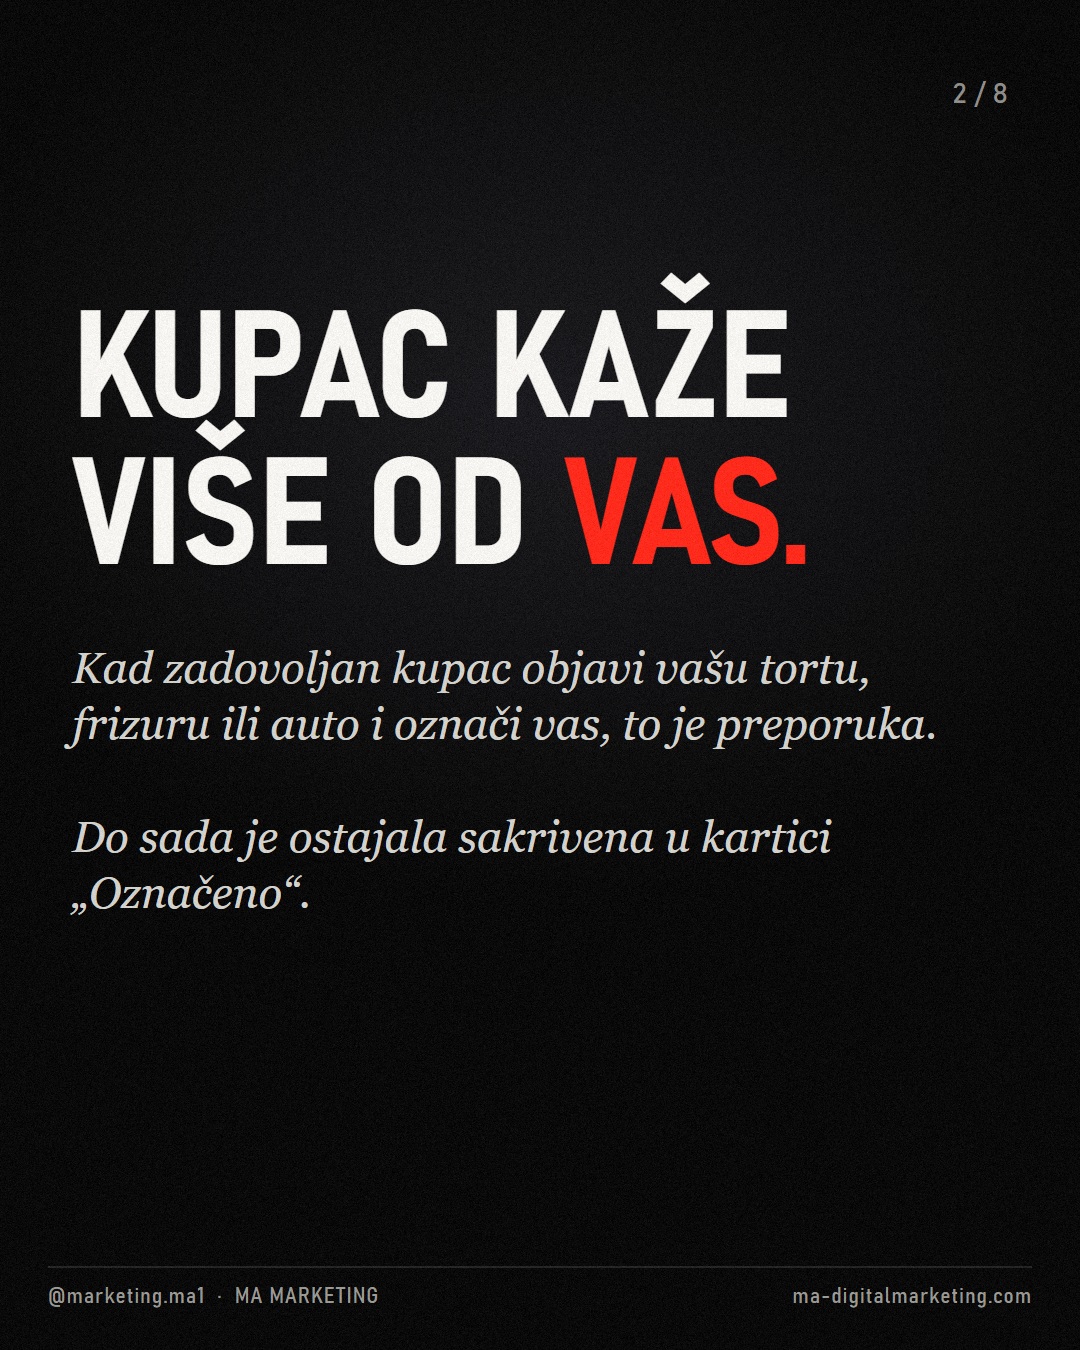 2 / 8
KUPAC KAŽE
VIŠE OD VAS.
Kad zadovoljan kupac objavi vašu tortu,
frizuru ili auto i označi vas, to je preporuka.
Do sada je ostajala sakrivena u kartici
„Označeno“.
@marketing.ma1 · MA MARKETING
ma-digitalmarketing.com